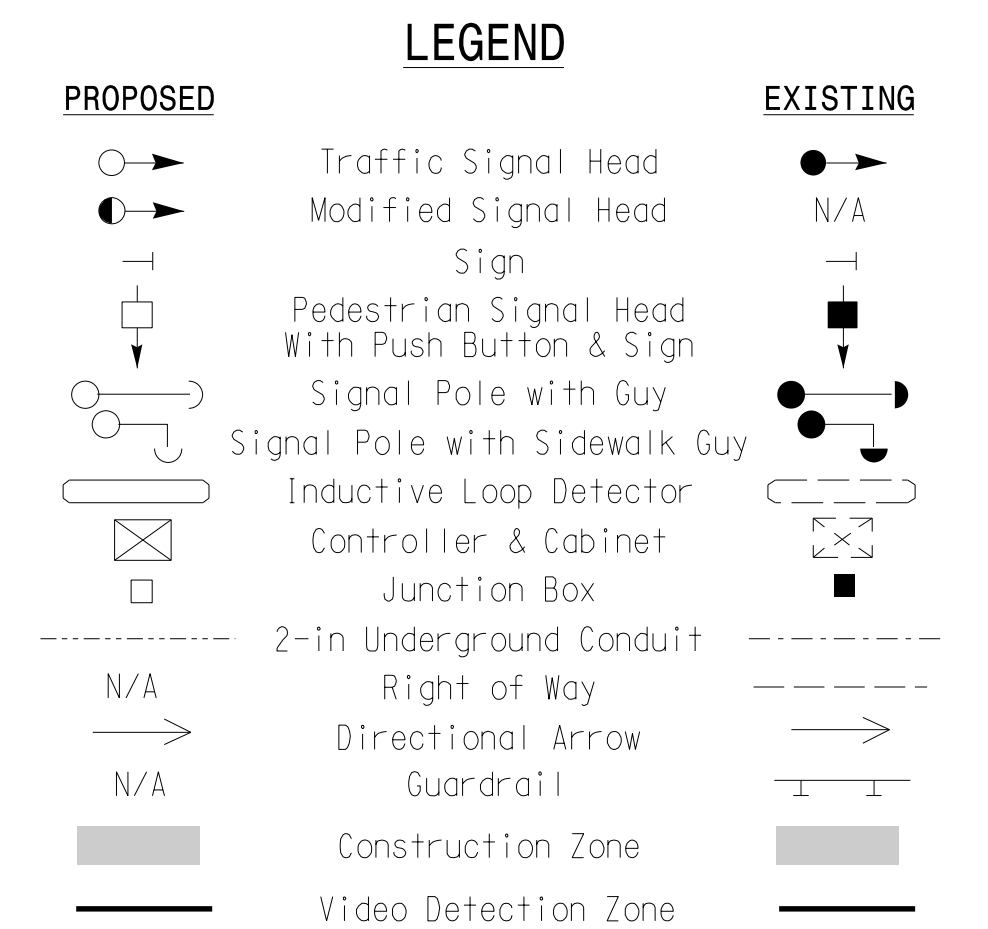 LEGEND
PROPOSED EXISTING
Traffic Signal Head
Modified Signal Head N/A
Sign
Pedestrian Signal Head
With Push Button & Sign
Signal Pole with Guy
Signal Pole with Sidewalk Guy
Inductive Loop Detector
Controller & Cabinet
Junction Box
2-in Underground Conduit
N/A Right of Way
Directional Arrow
N/A Guardrail
Construction Zone
Video Detection Zone